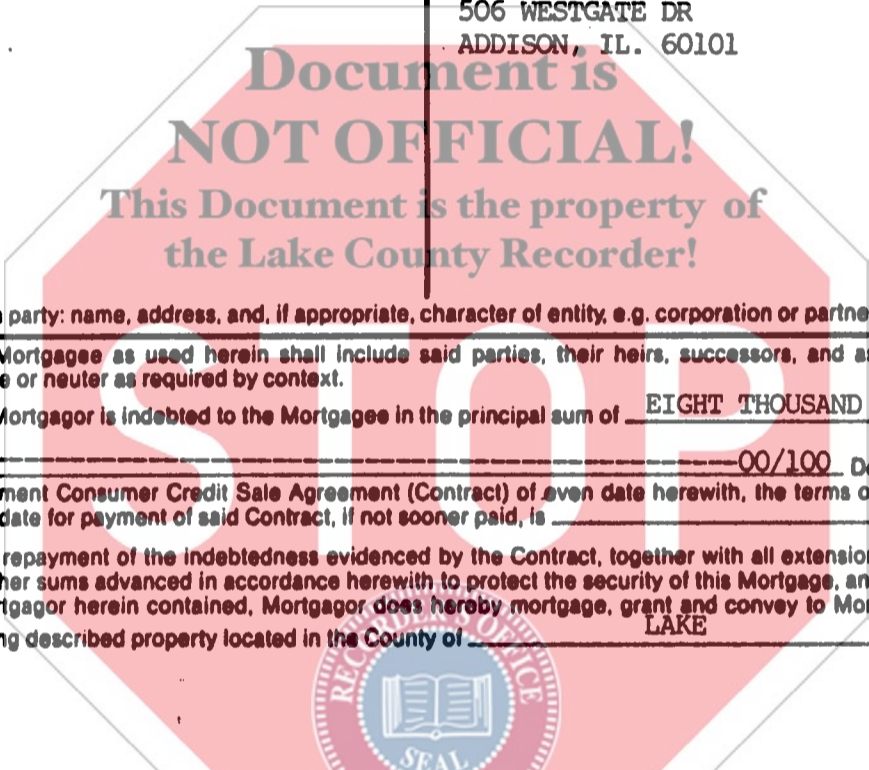 506 WESTGATE DR
ADDISON, IL. 60101
Document is
NOT OFFICIAL!
This Document is the property of
the Lake County Recorder!
party: name, address, and, if appropriate, character of entity, e.g. corporation or partne
STOP
Mortgagee as used herein shall include said parties, their heirs, successors, and as
e or neuter as required by context.
Mortgagor is indebted to the Mortgagee in the principal sum of EIGHT THOUSAND
00/100 Do
ment Consumer Credit Sale Agreement (Contract) of even date herewith, the terms o
date for payment of said Contract, if not sooner paid, is
repayment of the indebtedness evidenced by the Contract, together with all extensio
her sums advanced in accordance herewith to protect the security of this Mortgage, an
rtgagor herein contained, Mortgagor does hereby mortgage, grant and convey to Mor
ng described property located in the County of LAKE
RECORDER'S OFFICE
SEAL